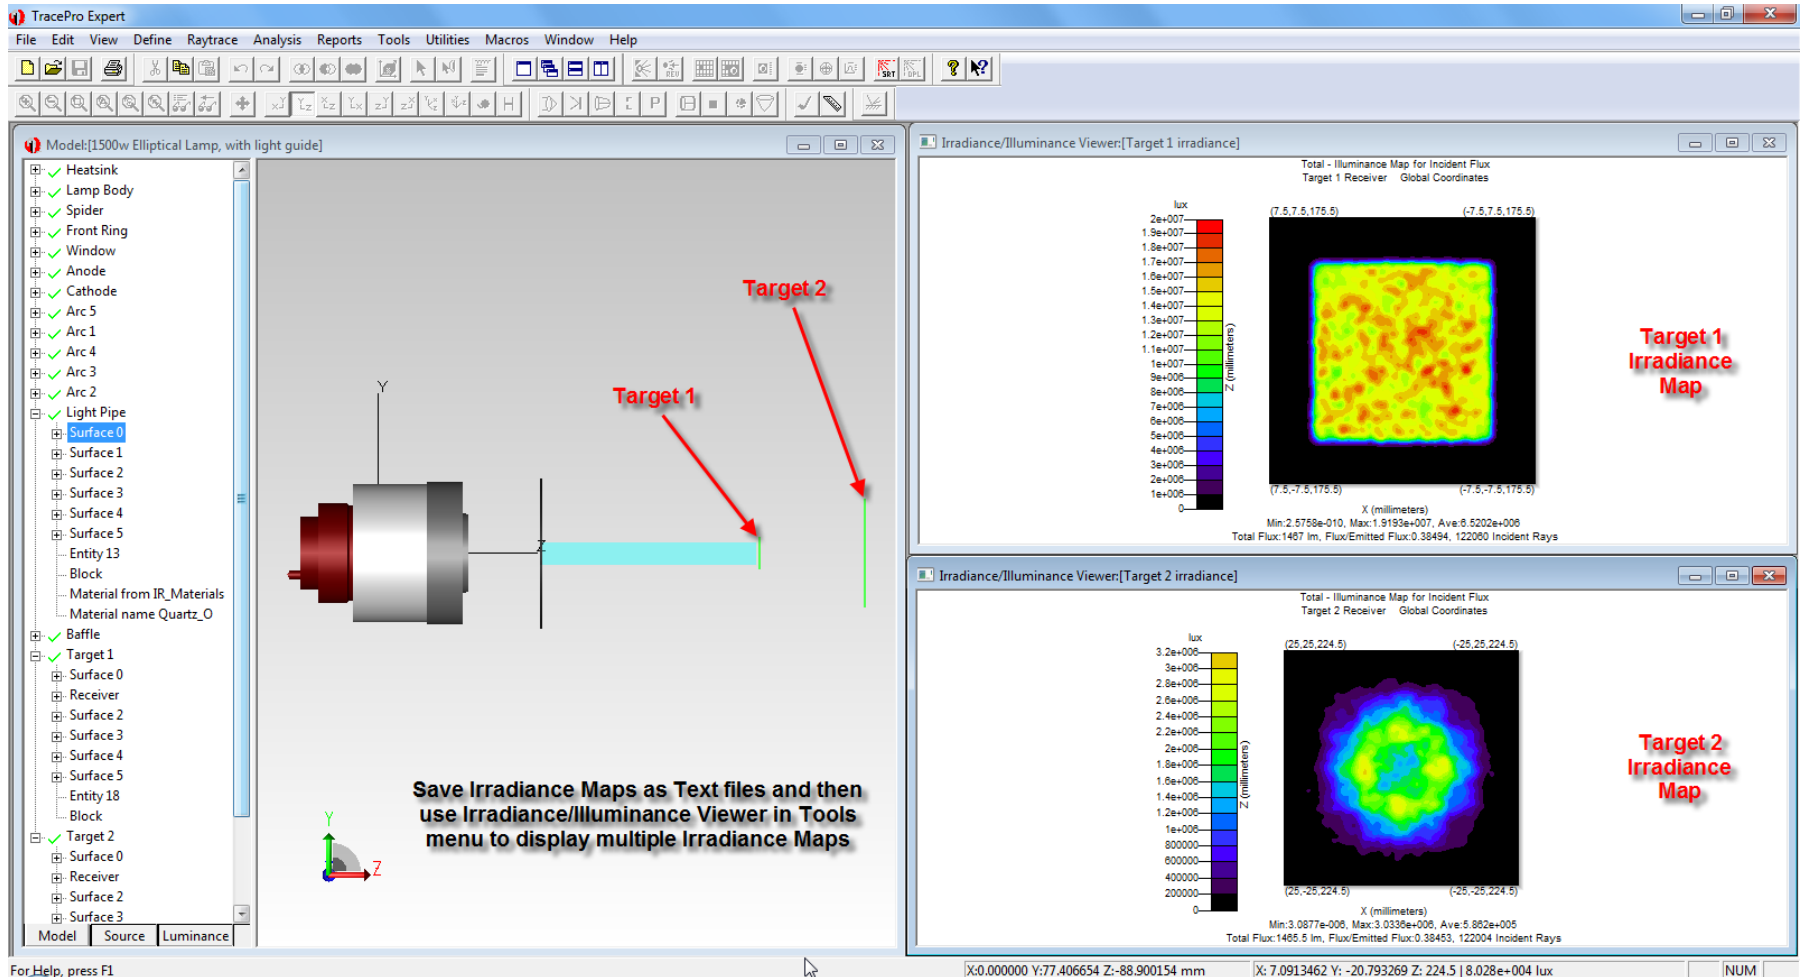 TracePro Expert
File Edit View Define Raytrace Analysis Reports Tools Utilities Macros Window Help
Model:[1500w Elliptical Lamp, with light guide]
Heatsink
Lamp Body
Spider
Front Ring
Window
Anode
Cathode
Arc 5
Arc 1
Arc 4
Arc 3
Arc 2
Light Pipe
Surface 0
Surface 1
Surface 2
Surface 3
Surface 4
Surface 5
Entity 13
Block
Material from IR_Materials
Material name Quartz_O
Baffle
Target 1
Surface 0
Receiver
Surface 2
Surface 3
Surface 4
Surface 5
Entity 18
Block
Target 2
Surface 0
Receiver
Surface 2
Surface 3
Model Source Luminance
Y
Z
Target 1
Target 2
Save Irradiance Maps as Text files and then
use Irradiance/Illuminance Viewer in Tools
menu to display multiple Irradiance Maps
Y
Z
Irradiance/Illuminance Viewer:[Target 1 irradiance]
Total - Illuminance Map for Incident Flux
Target 1 Receiver Global Coordinates
lux
2e+007
1.9e+007
1.8e+007
1.7e+007
1.6e+007
1.5e+007
1.4e+007
1.3e+007
1.2e+007
1.1e+007
1e+007
9e+006
8e+006
7e+006
6e+006
5e+006
4e+006
3e+006
2e+006
1e+006
0
Z (millimeters)
(7.5,7.5,175.5) (-7.5,7.5,175.5)
(7.5,-7.5,175.5) (-7.5,-7.5,175.5)
X (millimeters)
Min:2.5758e-010, Max:1.9193e+007, Ave:6.5202e+006
Total Flux:1467 lm, Flux/Emitted Flux:0.38494, 122060 Incident Rays
Target 1
Irradiance
Map
Irradiance/Illuminance Viewer:[Target 2 irradiance]
Total - Illuminance Map for Incident Flux
Target 2 Receiver Global Coordinates
lux
3.2e+006
3e+006
2.8e+006
2.6e+006
2.4e+006
2.2e+006
2e+006
1.8e+006
1.6e+006
1.4e+006
1.2e+006
1e+006
800000
600000
400000
200000
0
Z (millimeters)
(25,25,224.5) (-25,25,224.5)
(25,-25,224.5) (-25,-25,224.5)
X (millimeters)
Min:3.0877e-006, Max:3.0336e+006, Ave:5.862e+005
Total Flux:1465.5 lm, Flux/Emitted Flux:0.38453, 122004 Incident Rays
Target 2
Irradiance
Map
For Help, press F1
X:0.000000 Y:77.406654 Z:-88.900154 mm
X: 7.0913462 Y: -20.793269 Z: 224.5 | 8.028e+004 lux
NUM